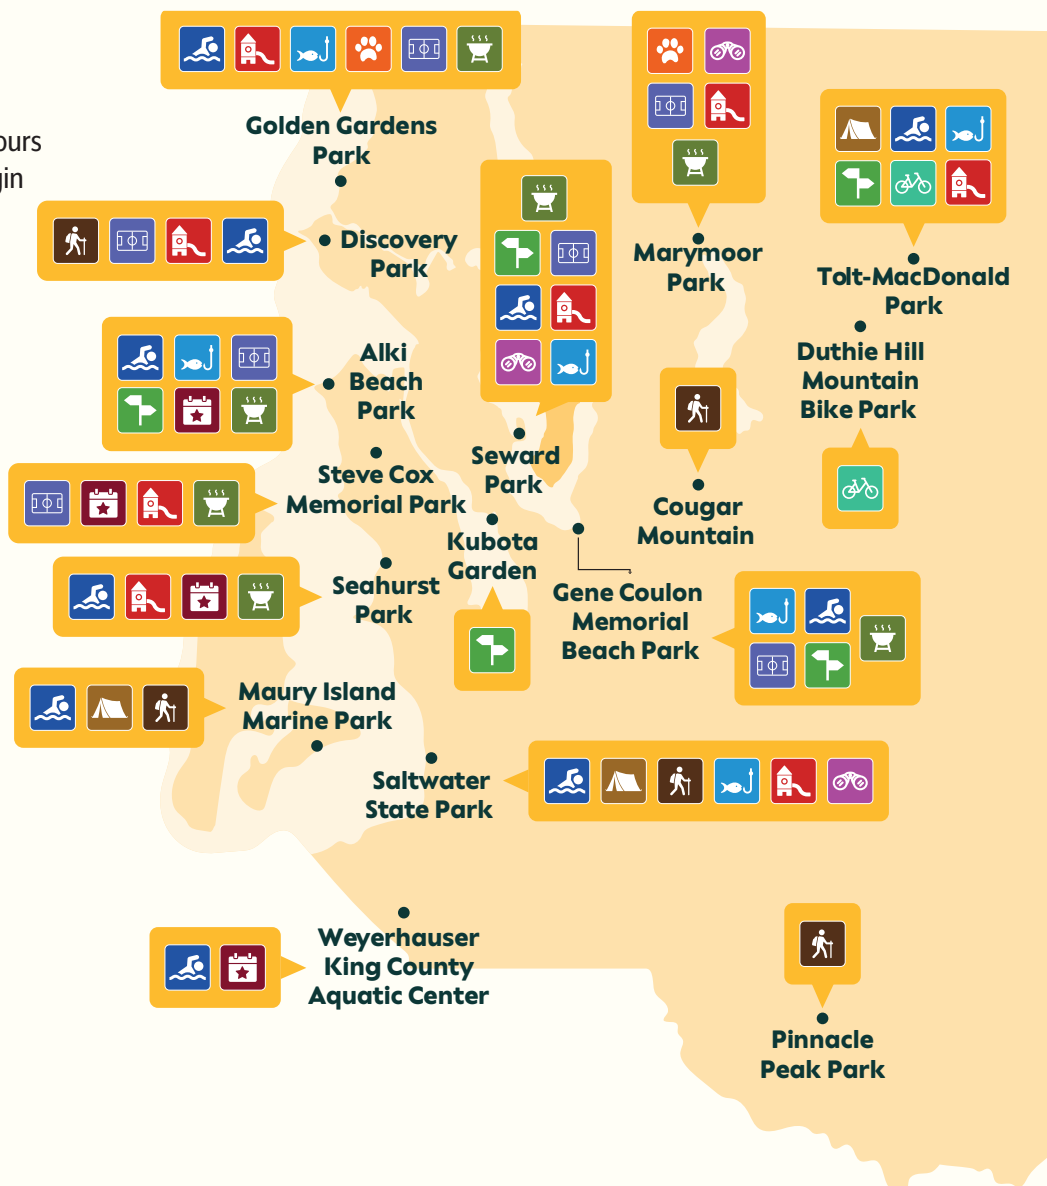 ours
gin
Golden Gardens
Park
Discovery
Park
Marymoor
Park
Tolt-MacDonald
Park
Alki
Beach
Park
Duthie Hill
Mountain
Bike Park
Steve Cox
Memorial Park
Seward
Park
Cougar
Mountain
Kubota
Garden
Seahurst
Park
Gene Coulon
Memorial
Beach Park
Maury Island
Marine Park
Saltwater
State Park
Weyerhauser
King County
Aquatic Center
Pinnacle
Peak Park